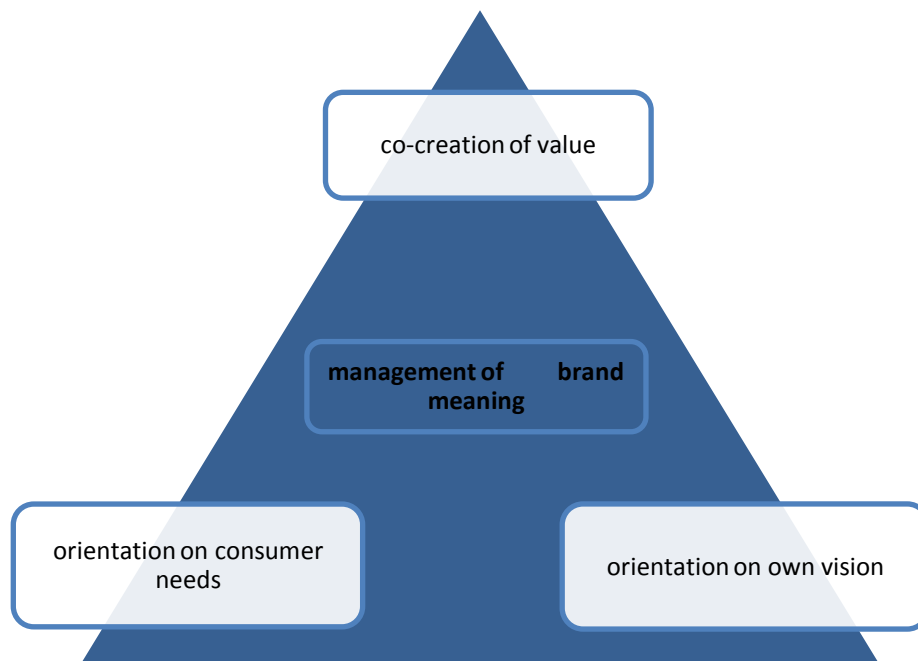 co-creation of value
management of brand
meaning
orientation on consumer
needs
orientation on own vision